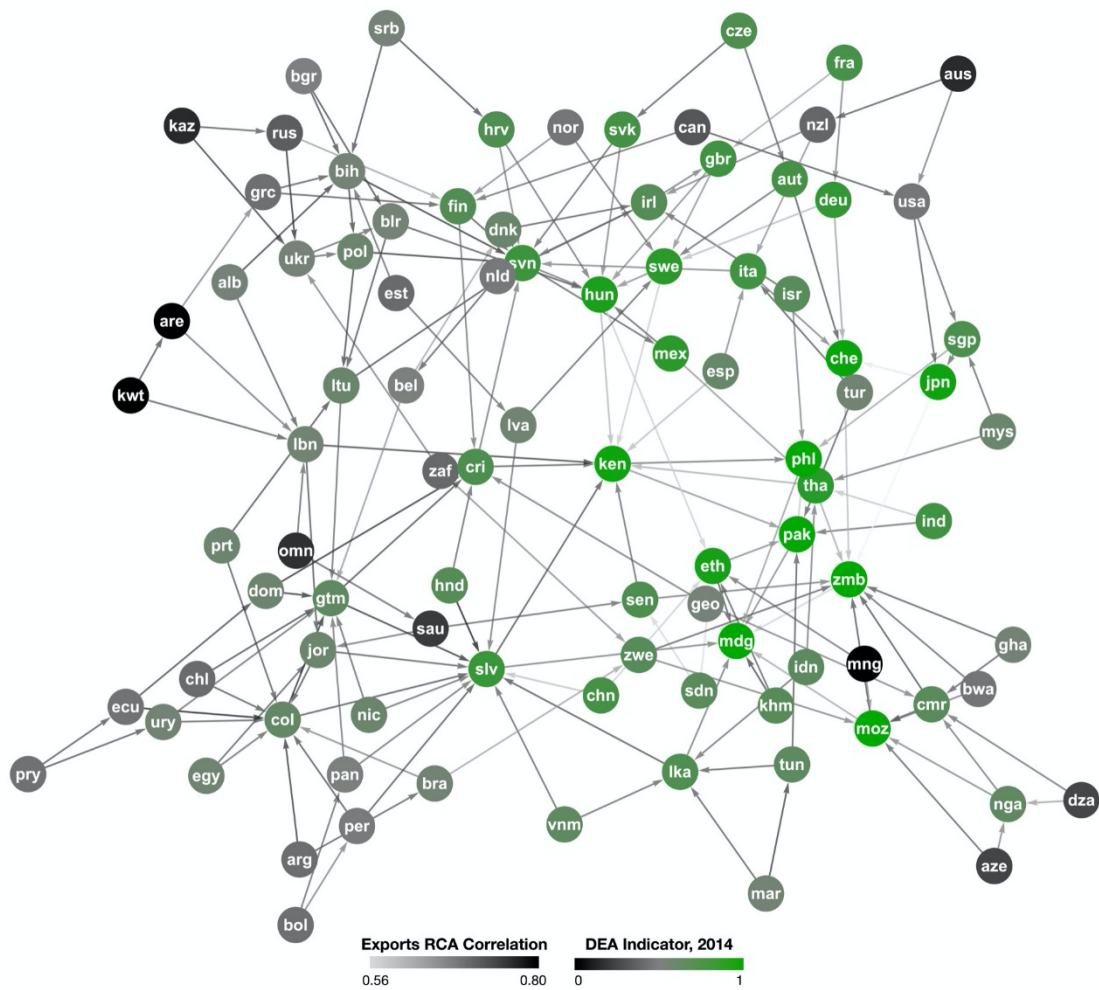 srb
cze
fra
bgr
aus
kaz
rus
hrv
nor
svk
can
nzl
gbr
bih
aut
grc
fin
irl
deu
usa
blr
dnk
ukr
pol
svn
swe
ita
alb
nld
est
hun
isr
are
mex
che
sgp
kwt
ltu
bel
esp
jpn
tur
lva
mys
lbn
zaf
cri
ken
phl
tha
ind
prt
omn
pak
dom
gtm
hnd
eth
zmb
sen
geo
sau
jor
mdg
gha
zwe
slv
idn
mng
chl
sdn
bwa
ecu
ury
col
nic
chn
khm
cmr
moz
pry
egy
pan
bra
lka
tun
per
vnm
nga
dza
arg
aze
mar
bol
Exports RCA Correlation
0.56 0.80
DEA Indicator, 2014
0 1